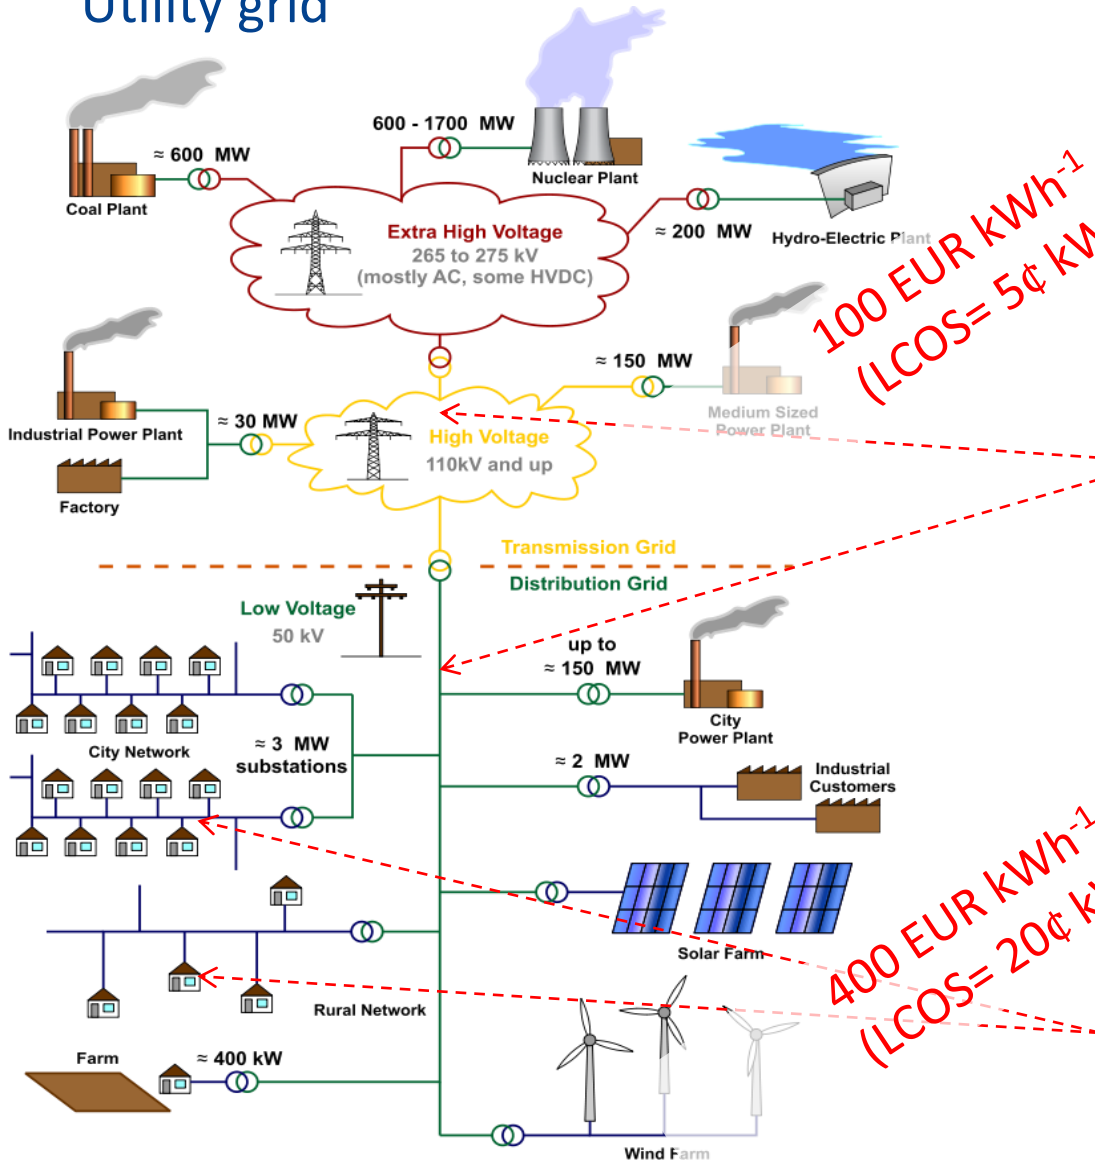 Utility grid
600 - 1700 MW
≈ 600 MW
Coal Plant
Nuclear Plant
≈ 200 MW
Hydro-Electric Plant
Extra High Voltage
265 to 275 kV
(mostly AC, some HVDC)
100 EUR kWh⁻¹
(LCOS= 5¢
≈ 150 MW
Medium Sized
Power Plant
Industrial Power Plant
≈ 30 MW
Factory
High Voltage
110kV and up
Transmission Grid
Distribution Grid
Low Voltage
50 kV
up to
≈ 150 MW
City
Power Plant
City Network
≈ 3 MW
substations
≈ 2 MW
Industrial
Customers
Solar Farm
400 EUR kWh⁻¹
(LCOS= 20¢
Rural Network
Farm
≈ 400 kW
Wind Farm